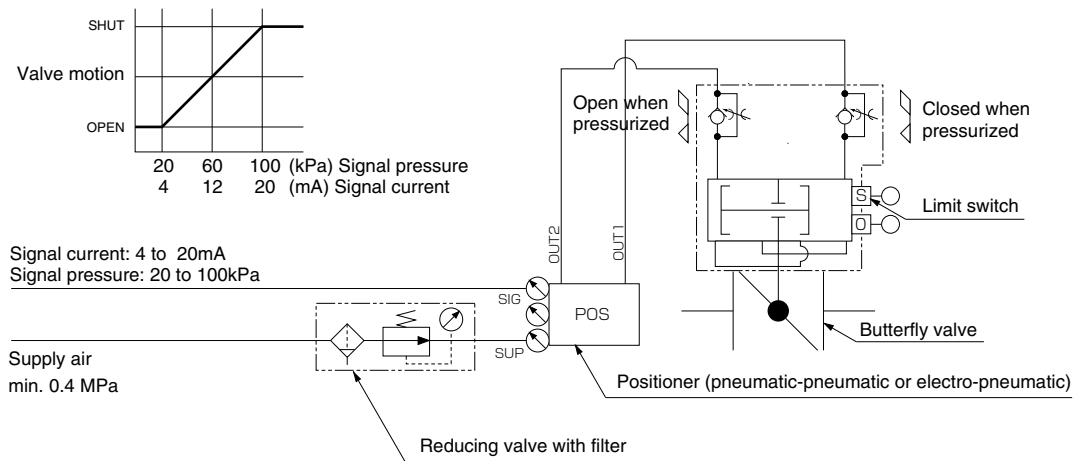 SHUT
Valve motion
OPEN
20 60 100 (kPa) Signal pressure
4 12 20 (mA) Signal current
Open when
pressurized
Closed when
pressurized
S
O
Limit switch
OUT2
OUT1
Signal current: 4 to 20mA
Signal pressure: 20 to 100kPa
SIG
POS
SUP
Butterfly valve
Supply air
min. 0.4 MPa
Positioner (pneumatic-pneumatic or electro-pneumatic)
Reducing valve with filter